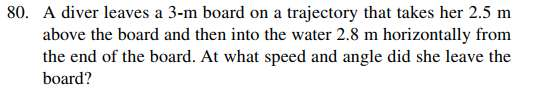 80. A diver leaves a 3-m board on a trajectory that takes her 2.5 m
above the board and then into the water 2.8 m horizontally from
the end of the board. At what speed and angle did she leave the
board?